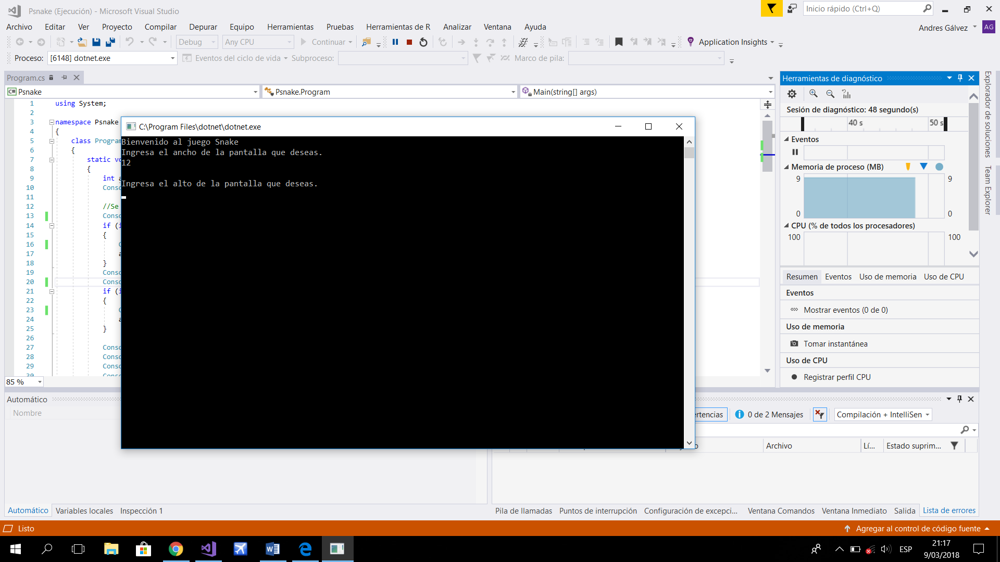 Psnake (Ejecución) - Microsoft Visual Studio
Inicio rápido (Ctrl+Q)
Archivo Editar Ver Proyecto Compilar Depurar Equipo Herramientas Pruebas Herramientas de R Analizar Ventana Ayuda
Andres Gálvez AG
Debug Any CPU Continuar Application Insights
Proceso: [6148] dotnet.exe Eventos del ciclo de vida Subproceso: Marco de pila:
Program.cs
Psnake Psnake.Program Main(string[] args)
1 using System;
2
3 namespace Psnake
4 {
5 class Program
6 {
7 static vo
8 {
9 int a
10 Conso
11
12 //Se
13 Conso
14 if (i
15 {
16 C
17 a
18 }
19 Conso
20 Conso
21 if (i
22 {
23 C
24 a
25 }
26
27 Conso
28 Conso
29 Conso
30 Conso
85 %
C:\Program Files\dotnet\dotnet.exe
Bienvenido al juego Snake
Ingresa el ancho de la pantalla que deseas.
12
Ingresa el alto de la pantalla que deseas.
Herramientas de diagnóstico
Sesión de diagnóstico: 48 segundo(s)
40 s 50 s
Eventos
Memoria de proceso (MB)
9 9
0 0
CPU (% de todos los procesadores)
100 100
Resumen Eventos Uso de memoria Uso de CPU
Eventos
Mostrar eventos (0 de 0)
Uso de memoria
Tomar instantánea
Uso de CPU
Registrar perfil CPU
Explorador de soluciones
Team Explorer
Automático
Nombre
rtencias 0 de 2 Mensajes Compilación + IntelliSen
o Archivo Lí... Estado suprim...
Automático Variables locales Inspección 1
Pila de llamadas Puntos de interrupción Configuración de excepci... Ventana Comandos Ventana Inmediato Salida Lista de errores
Listo
Agregar al control de código fuente
ESP
21:17
9/03/2018